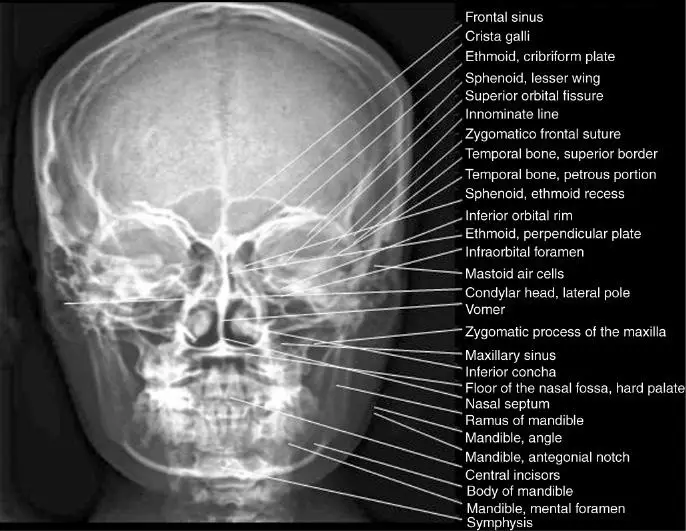 Frontal sinus
Crista galli
Ethmoid, cribriform plate
Sphenoid, lesser wing
Superior orbital fissure
Innominate line
Zygomatico frontal suture
Temporal bone, superior border
Temporal bone, petrous portion
Sphenoid, ethmoid recess
Inferior orbital rim
Ethmoid, perpendicular plate
Infraorbital foramen
Mastoid air cells
Condylar head, lateral pole
Vomer
Zygomatic process of the maxilla
Maxillary sinus
Inferior concha
Floor of the nasal fossa, hard palate
Nasal septum
Ramus of mandible
Mandible, angle
Mandible, antegonial notch
Central incisors
Body of mandible
Mandible, mental foramen
Symphysis